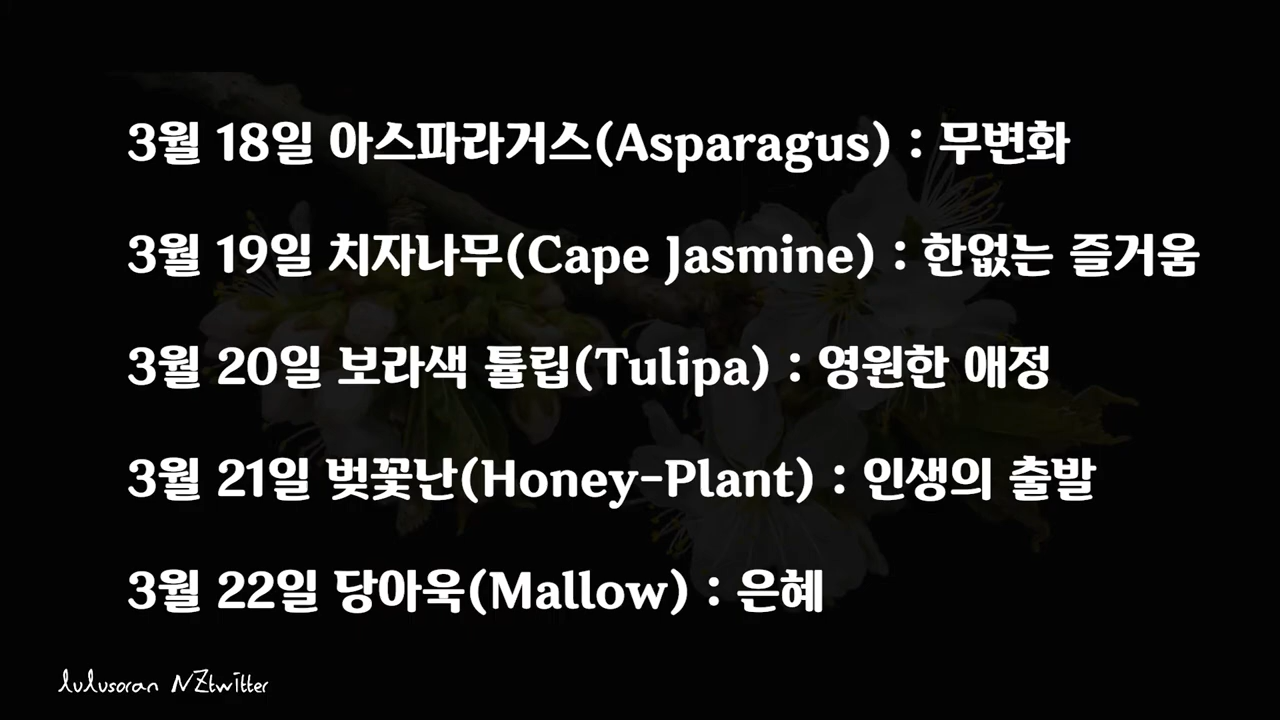 3월 18일 아스파라거스(Asparagus) : 무변화
3월 19일 치자나무(Cape Jasmine) : 한없는 즐거움
3월 20일 보라색 튤립(Tulipa) : 영원한 애정
3월 21일 벚꽃난(Honey-Plant) : 인생의 출발
3월 22일 당아욱(Mallow) : 은혜
lulusoran NZtwitter